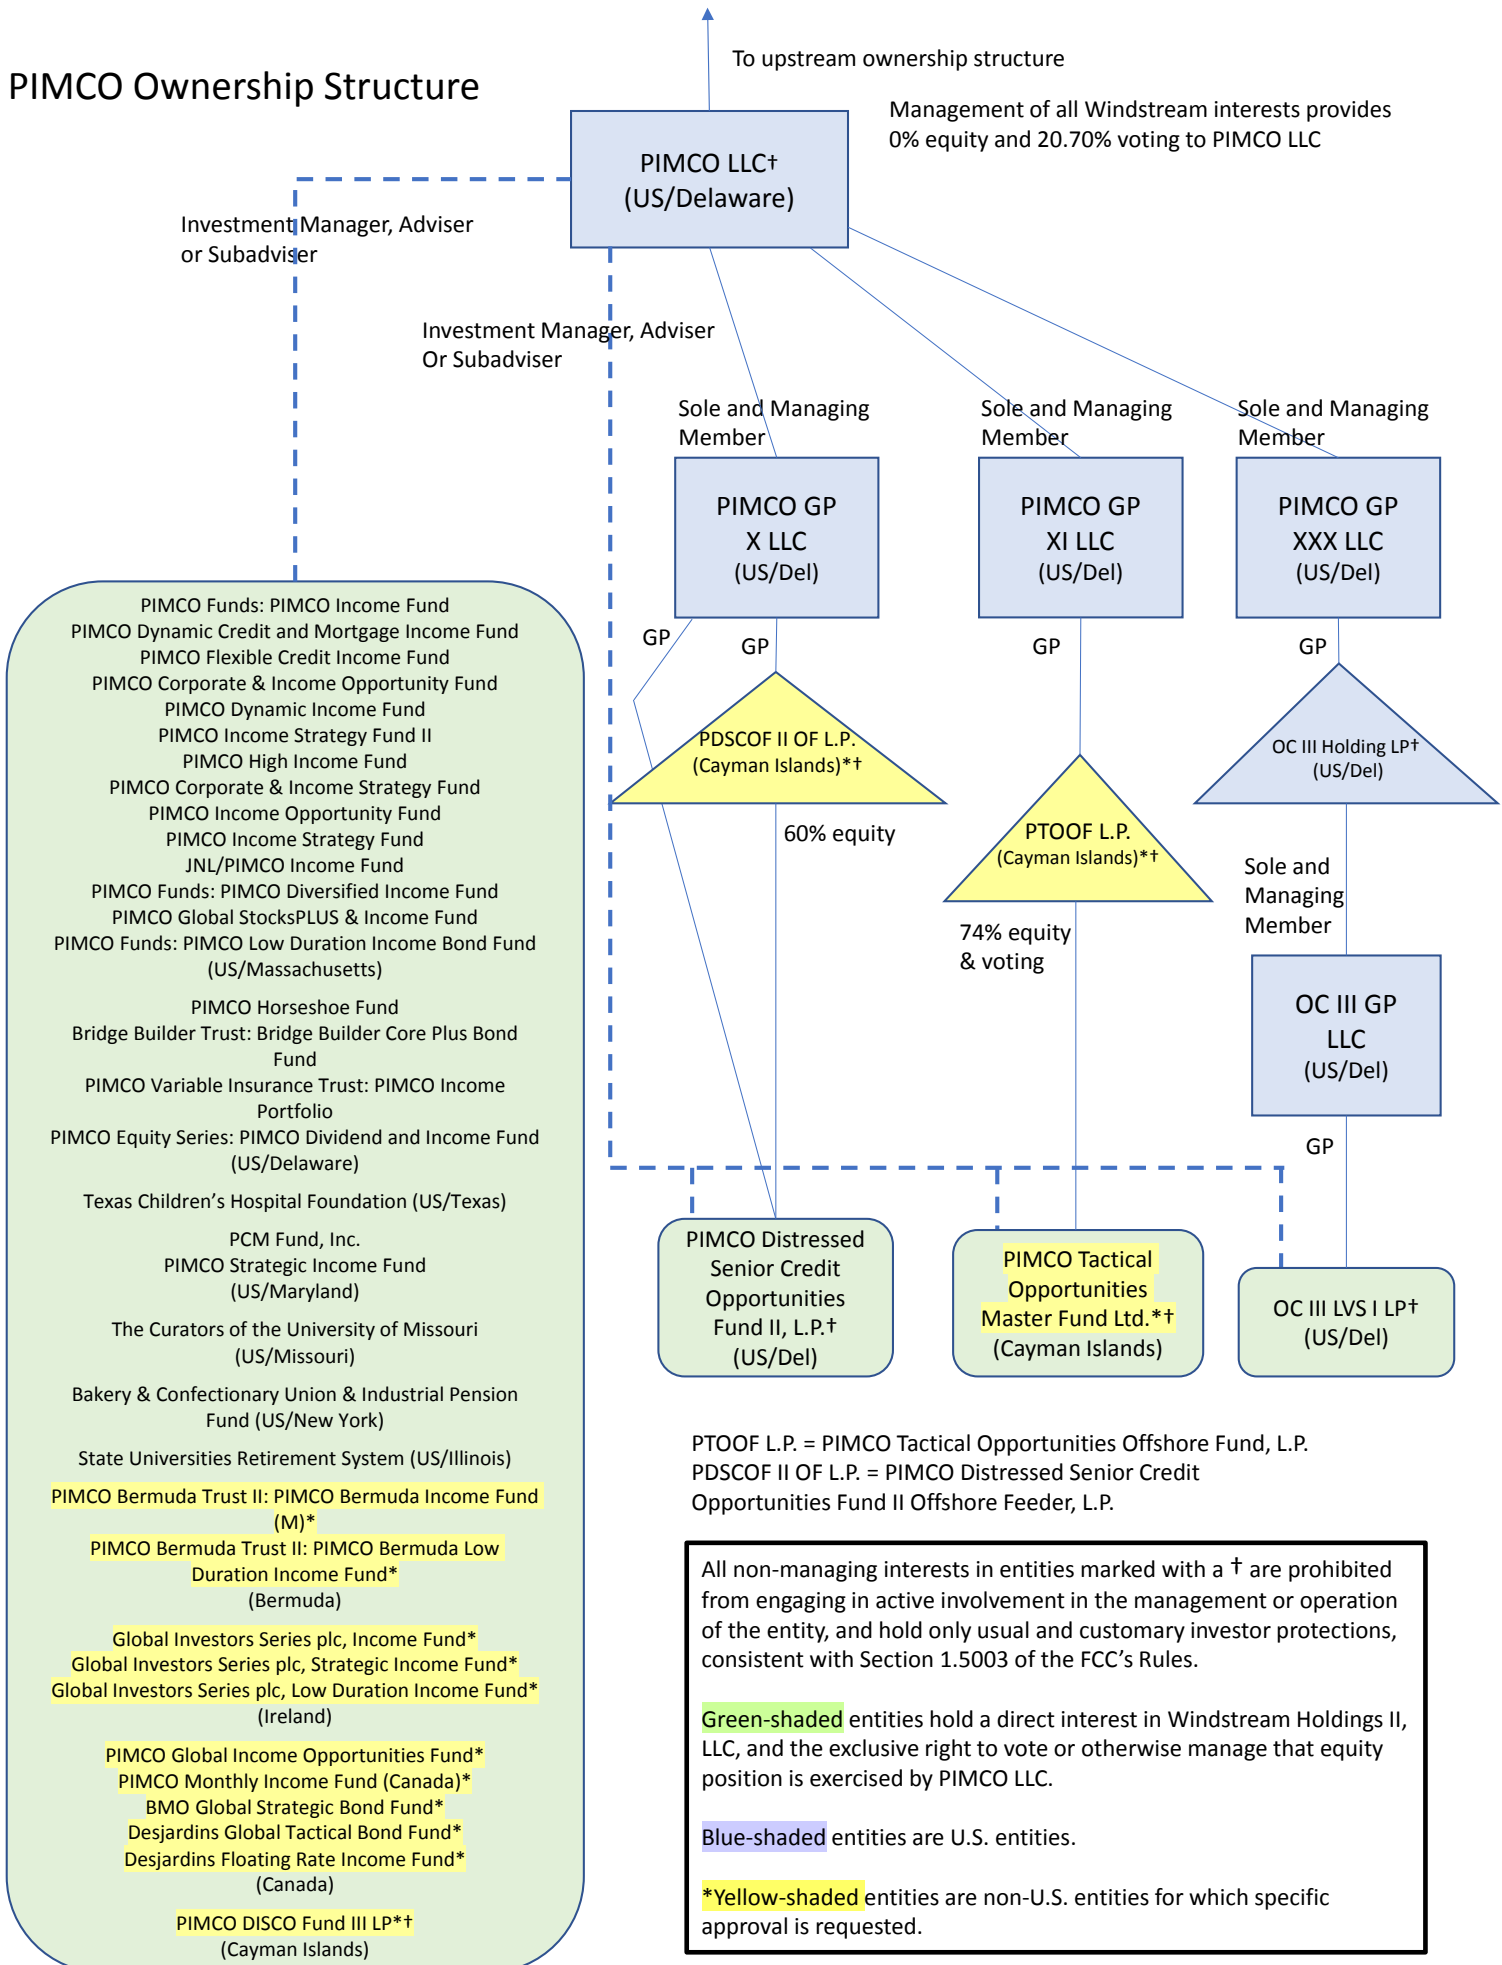 To upstream ownership structure
PIMCO Ownership Structure
Management of all Windstream interests provides
0% equity and 20.70% voting to PIMCO LLC
PIMCO LLC†
(US/Delaware)
Investment Manager, Adviser
or Subadviser
Investment Manager, Adviser
Or Subadviser
Sole and Managing
Member
Sole and Managing
Member
Sole and Managing
Member
PIMCO GP
X LLC
(US/Del)
PIMCO GP
XI LLC
(US/Del)
PIMCO GP
XXX LLC
(US/Del)
GP
GP
GP
GP
PDSCOF II OF L.P.
(Cayman Islands)*†
PTOOF L.P.
(Cayman Islands)*†
OC III Holding LP†
(US/Del)
60% equity
74% equity
& voting
Sole and
Managing
Member
OC III GP
LLC
(US/Del)
GP
PIMCO Funds: PIMCO Income Fund
PIMCO Dynamic Credit and Mortgage Income Fund
PIMCO Flexible Credit Income Fund
PIMCO Corporate & Income Opportunity Fund
PIMCO Dynamic Income Fund
PIMCO Income Strategy Fund II
PIMCO High Income Fund
PIMCO Corporate & Income Strategy Fund
PIMCO Income Opportunity Fund
PIMCO Income Strategy Fund
JNL/PIMCO Income Fund
PIMCO Funds: PIMCO Diversified Income Fund
PIMCO Global StocksPLUS & Income Fund
PIMCO Funds: PIMCO Low Duration Income Bond Fund
(US/Massachusetts)
PIMCO Horseshoe Fund
Bridge Builder Trust: Bridge Builder Core Plus Bond
Fund
PIMCO Variable Insurance Trust: PIMCO Income
Portfolio
PIMCO Equity Series: PIMCO Dividend and Income Fund
(US/Delaware)
Texas Children’s Hospital Foundation (US/Texas)
PCM Fund, Inc.
PIMCO Strategic Income Fund
(US/Maryland)
The Curators of the University of Missouri
(US/Missouri)
Bakery & Confectionary Union & Industrial Pension
Fund (US/New York)
State Universities Retirement System (US/Illinois)
PIMCO Bermuda Trust II: PIMCO Bermuda Income Fund
(M)*
PIMCO Bermuda Trust II: PIMCO Bermuda Low
Duration Income Fund*
(Bermuda)
Global Investors Series plc, Income Fund*
Global Investors Series plc, Strategic Income Fund*
Global Investors Series plc, Low Duration Income Fund*
(Ireland)
PIMCO Global Income Opportunities Fund*
PIMCO Monthly Income Fund (Canada)*
BMO Global Strategic Bond Fund*
Desjardins Global Tactical Bond Fund*
Desjardins Floating Rate Income Fund*
(Canada)
PIMCO DISCO Fund III LP*†
(Cayman Islands)
PIMCO Distressed
Senior Credit
Opportunities
Fund II, L.P.†
(US/Del)
PIMCO Tactical
Opportunities
Master Fund Ltd.*†
(Cayman Islands)
OC III LVS I LP†
(US/Del)
PTOOF L.P. = PIMCO Tactical Opportunities Offshore Fund, L.P.
PDSCOF II OF L.P. = PIMCO Distressed Senior Credit
Opportunities Fund II Offshore Feeder, L.P.
All non-managing interests in entities marked with a † are prohibited
from engaging in active involvement in the management or operation
of the entity, and hold only usual and customary investor protections,
consistent with Section 1.5003 of the FCC’s Rules.
Green-shaded entities hold a direct interest in Windstream Holdings II,
LLC, and the exclusive right to vote or otherwise manage that equity
position is exercised by PIMCO LLC.
Blue-shaded entities are U.S. entities.
*Yellow-shaded entities are non-U.S. entities for which specific
approval is requested.